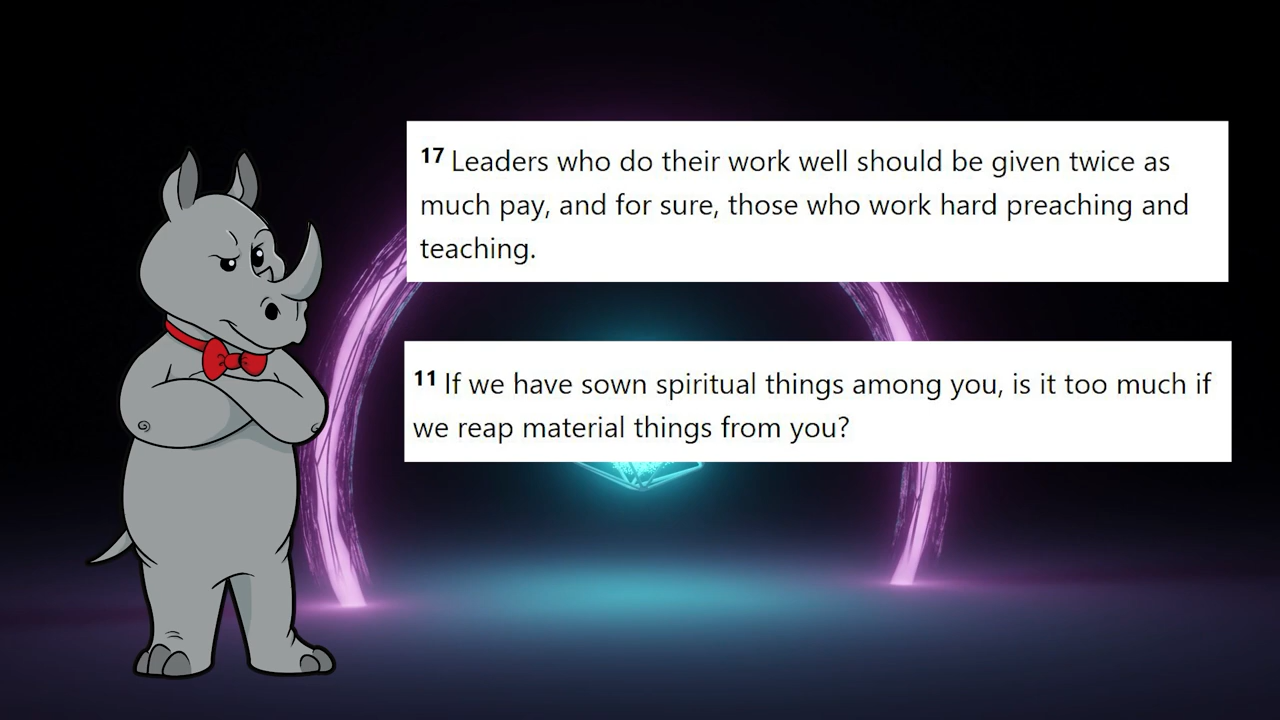 17 Leaders who do their work well should be given twice as
much pay, and for sure, those who work hard preaching and
teaching.
11 If we have sown spiritual things among you, is it too much if
we reap material things from you?